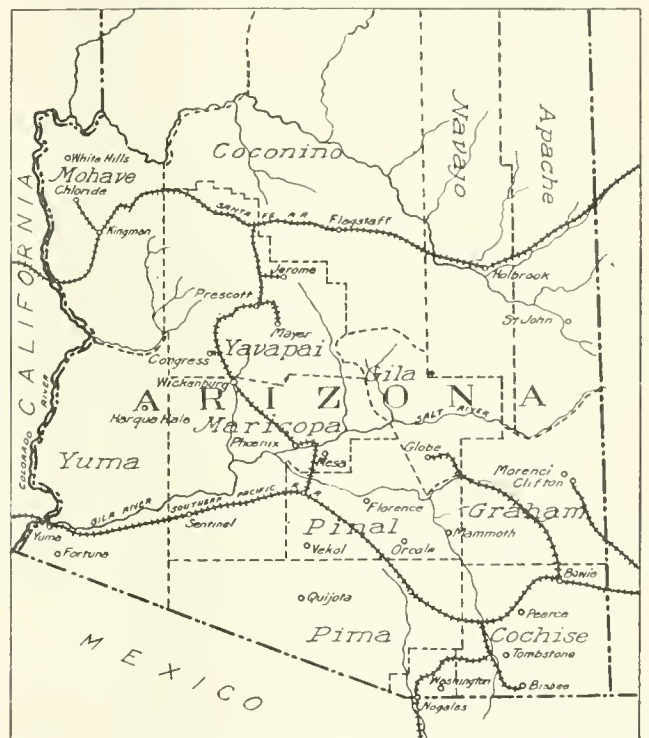 Navajo
Apache
Coconino
White Hills
Mohave
Chloride
Kingman
CALIFORNIA
SANTA FE R R
Flagstaff
Holbrook
Jerome
Prescott
St John
Mayer
Yavapai
Congress
Gila
Wickenburg
ARIZONA
Harqua Hala
Maricopa
SALT RIVER
COLORADO RIVER
Phoenix
Mesa
Globe
Yuma
Morenci
Clifton
GILA RIVER
SOUTHERN PACIFIC R R
Florence
Graham
Sentinel
Yuma
Fortuna
Pinal
Mammoth
Vekol
Bowie
Quijota
Pearce
Pima
Cochise
Tombstone
MEXICO
Washington
Bisbee
Nogales